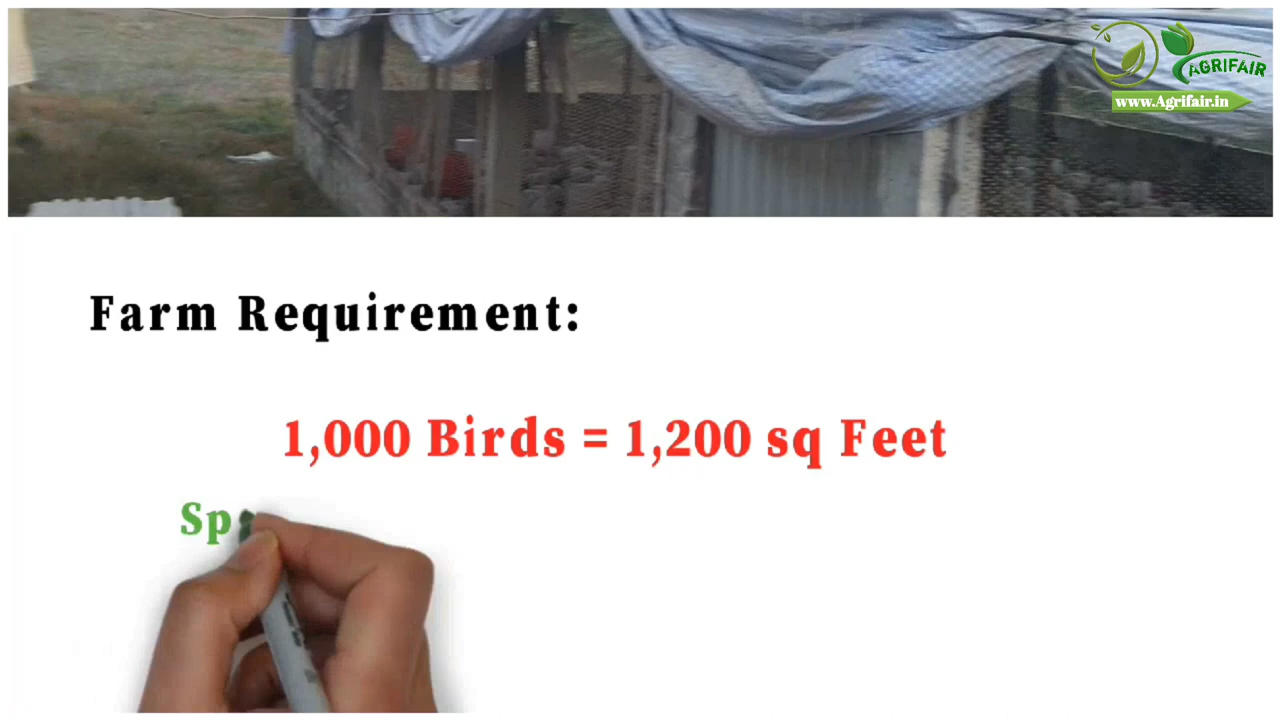 AGRIFAIR
www.Agrifair.in
Farm Requirement:
1,000 Birds = 1,200 sq Feet
Sp